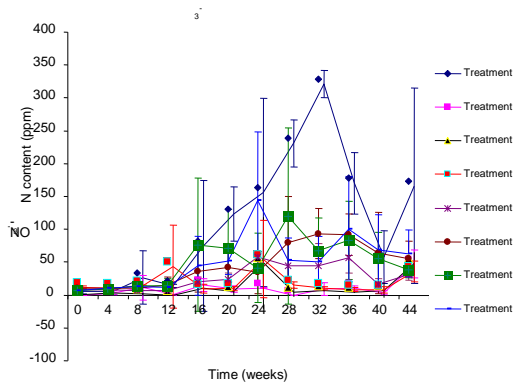 3
-
400
350
300
250
200
150
100
50
0
-50
-100
N content (ppm)
0 4 8 12 16 20 24 28 32 36 40 44
Time (weeks)
Treatment
Treatment
Treatment
Treatment
Treatment
Treatment
Treatment
Treatment